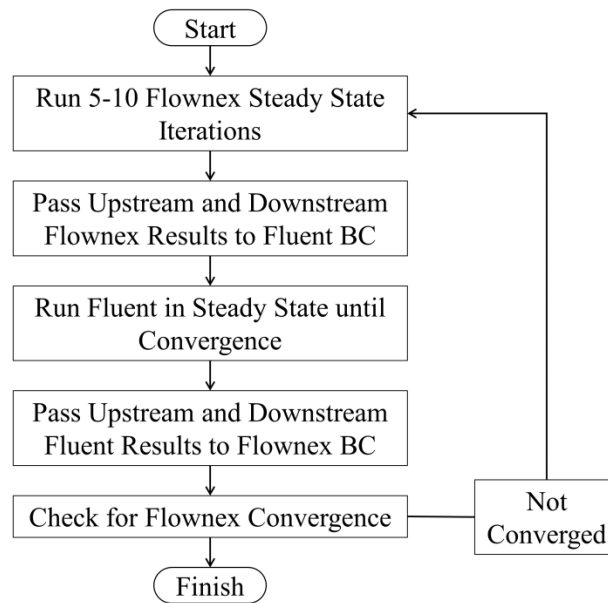 Start
Run 5-10 Flownex Steady State
Iterations
Pass Upstream and Downstream
Flownex Results to Fluent BC
Run Fluent in Steady State until
Convergence
Pass Upstream and Downstream
Fluent Results to Flownex BC
Check for Flownex Convergence
Not
Converged
Finish